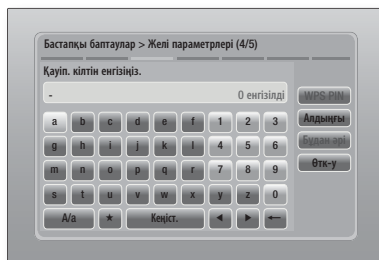 Бастапқы баптаулар > Желі параметрлері (4/5)
Қауіп. кілтін енгізіңіз.
- 0 енгізілді
WPS PIN
a b c d e f 1 2 3
Алдыңғы
g h i j k l 4 5 6
Бұдан әрі
m n o p q r 7 8 9
Өтк-у
s t u v w x y z 0
A/a ★ Кеңіст. ◀ ▶ ←